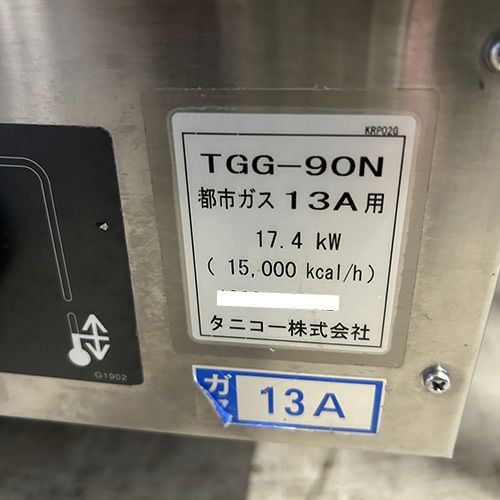 KRP02G
TGG-90N
都市ガス 13A用
17.4 kW
( 15,000 kcal/h)
タニコー株式会社
G1902
13A